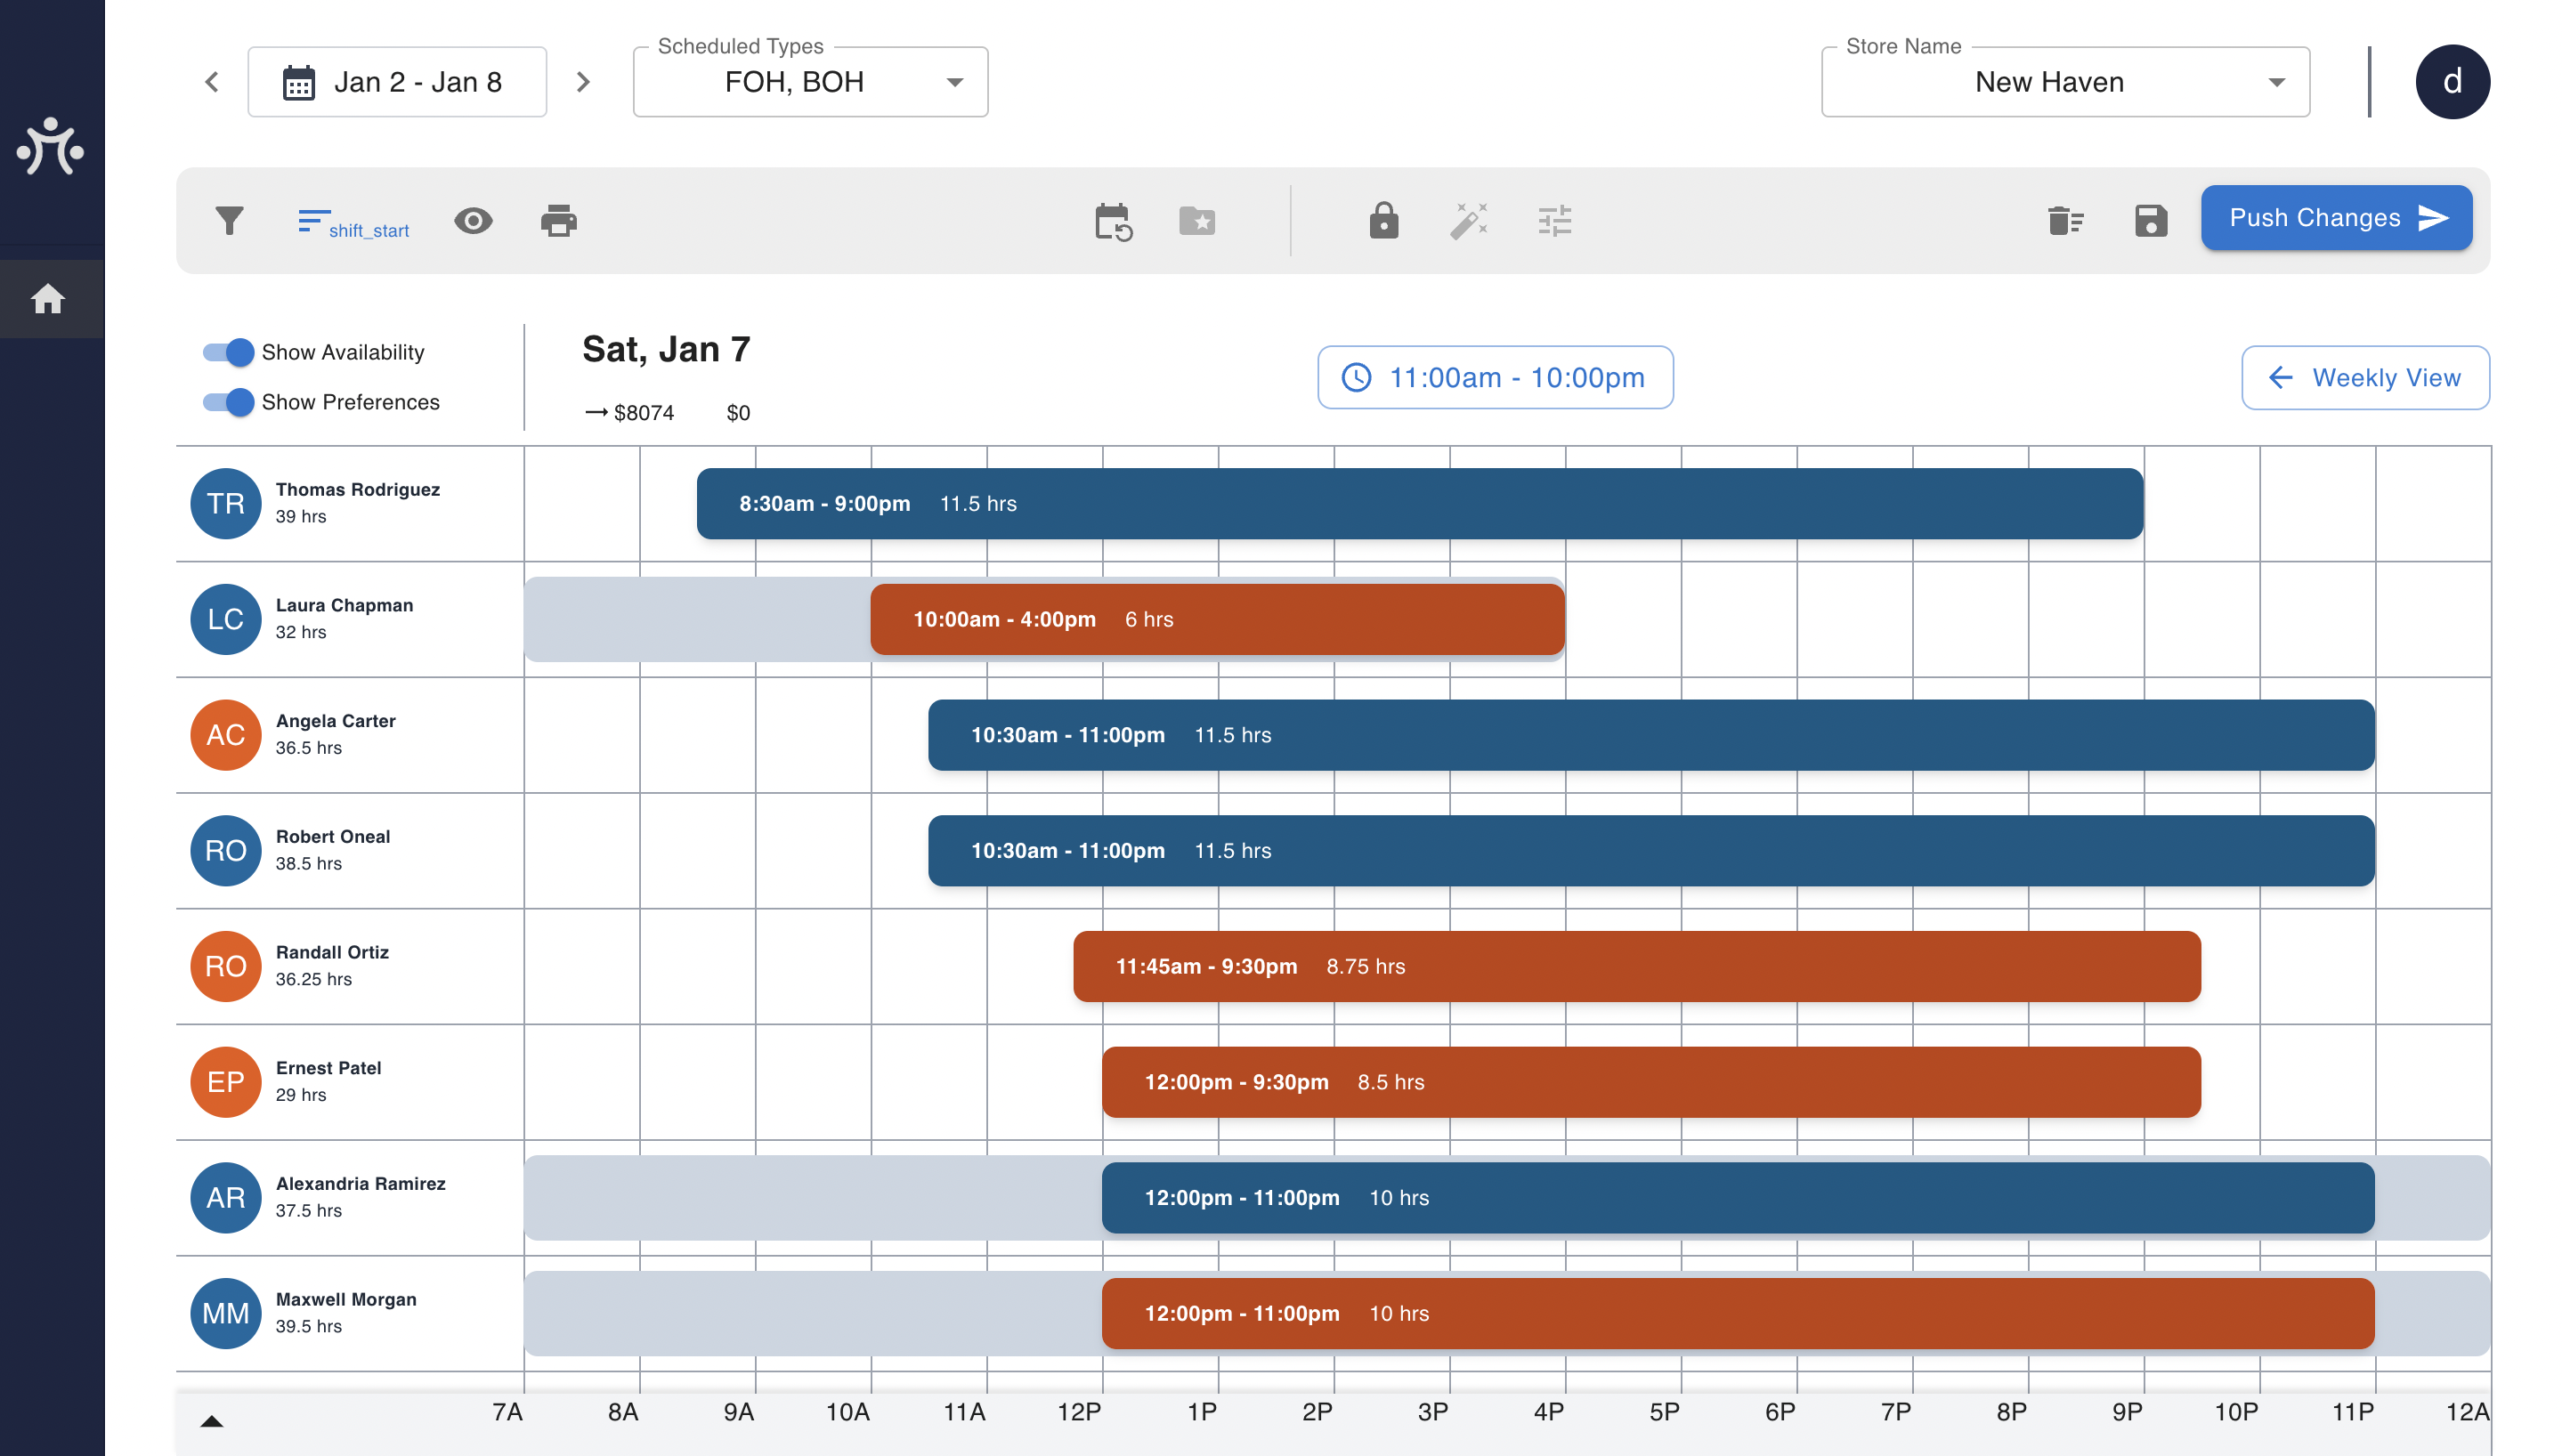 Scheduled Types
Store Name
Jan 2 - Jan 8
FOH, BOH
New Haven
d
shift_start
Push Changes
Show Availability
Show Preferences
Sat, Jan 7
$8074 $0
11:00am - 10:00pm
Weekly View
TR
Thomas Rodriguez
39 hrs
8:30am - 9:00pm 11.5 hrs
LC
Laura Chapman
32 hrs
10:00am - 4:00pm 6 hrs
AC
Angela Carter
36.5 hrs
10:30am - 11:00pm 11.5 hrs
RO
Robert Oneal
38.5 hrs
10:30am - 11:00pm 11.5 hrs
RO
Randall Ortiz
36.25 hrs
11:45am - 9:30pm 8.75 hrs
EP
Ernest Patel
29 hrs
12:00pm - 9:30pm 8.5 hrs
AR
Alexandria Ramirez
37.5 hrs
12:00pm - 11:00pm 10 hrs
MM
Maxwell Morgan
39.5 hrs
12:00pm - 11:00pm 10 hrs
7A 8A 9A 10A 11A 12P 1P 2P 3P 4P 5P 6P 7P 8P 9P 10P 11P 12A